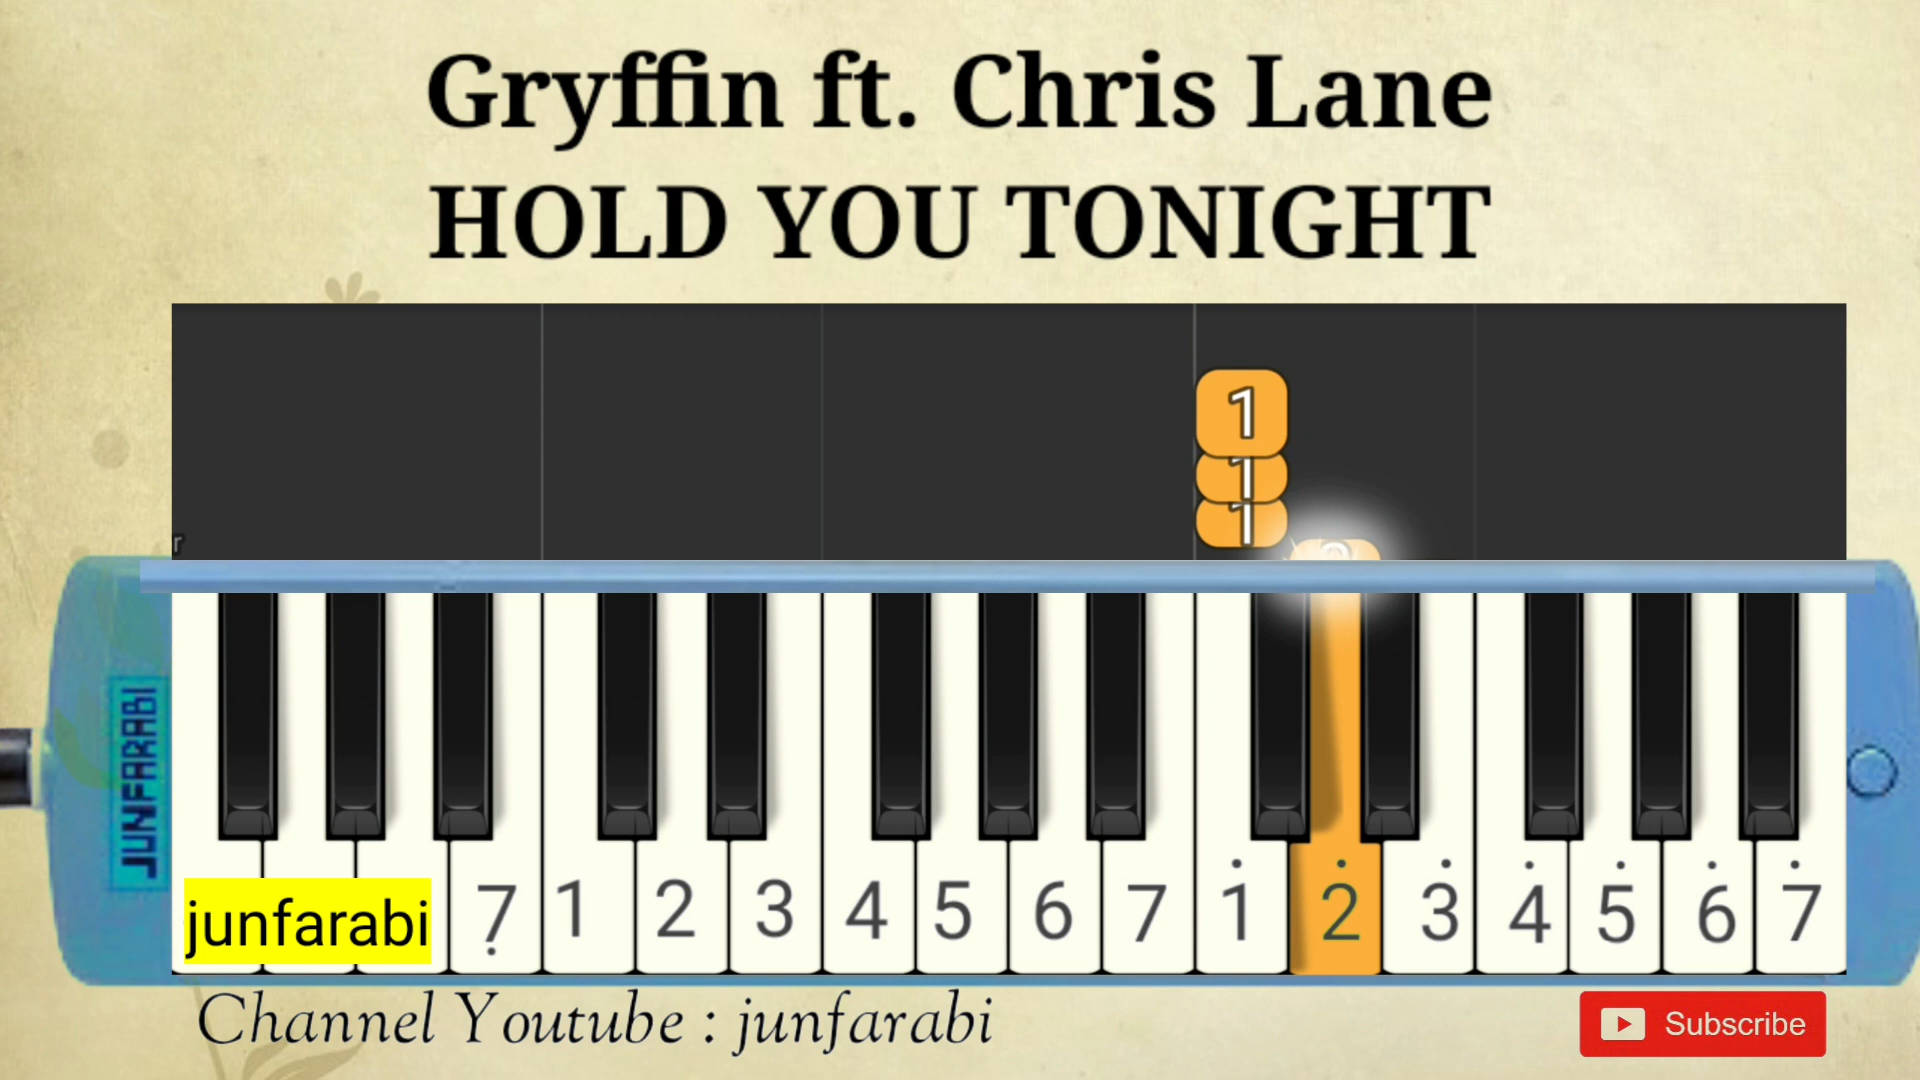 Gryffin ft. Chris Lane
HOLD YOU TONIGHT
1
1
1
2
JUNFARABI
junfarabi 7̣ 1 2 3 4 5 6 7 1̇ 2̇ 3̇ 4̇ 5̇ 6̇ 7̇
Channel Youtube : junfarabi
Subscribe